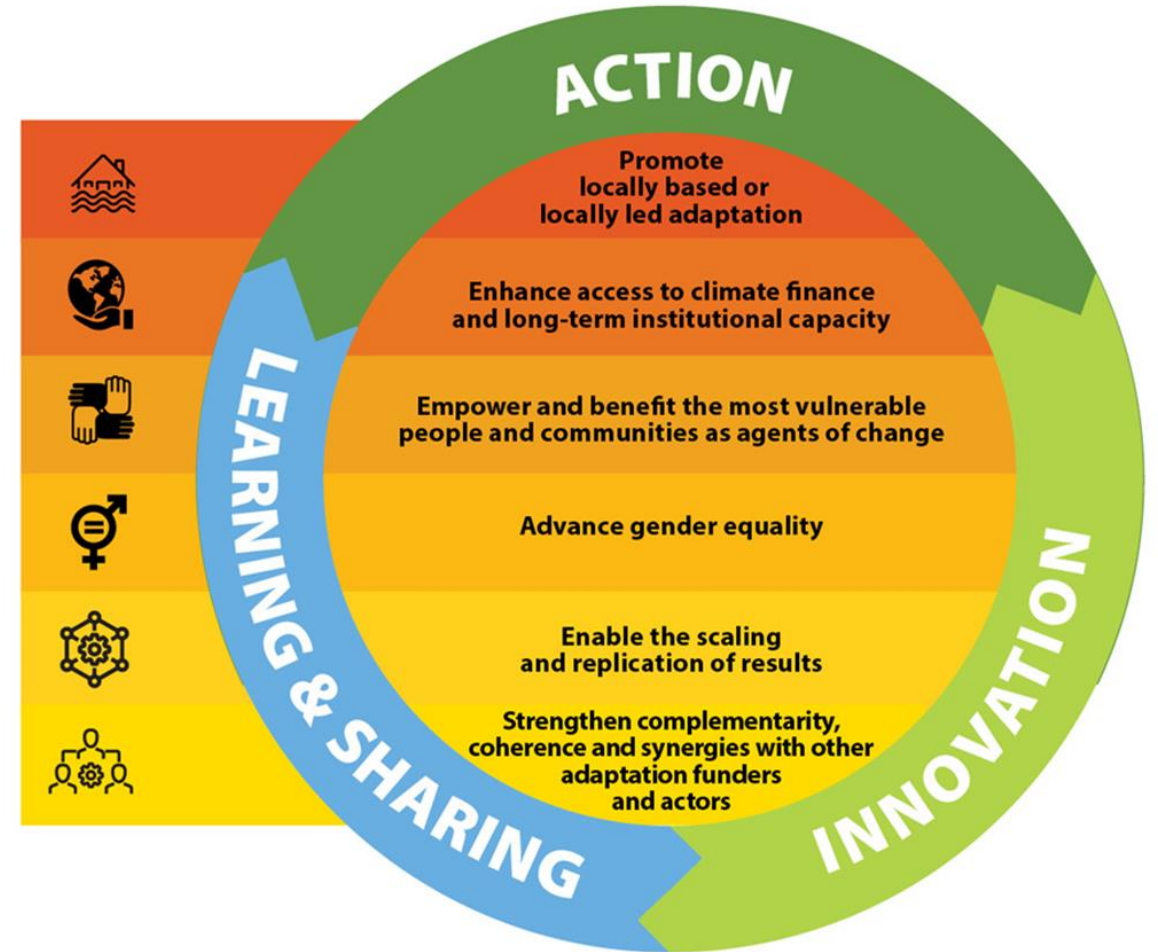 ACTION
Promote
locally based or
locally led adaptation
Enhance access to climate finance
and long-term institutional capacity
Empower and benefit the most vulnerable
people and communities as agents of change
Advance gender equality
Enable the scaling
and replication of results
Strengthen complementarity,
coherence and synergies with other
adaptation funders
and actors
INNOVATION
LEARNING & SHARING